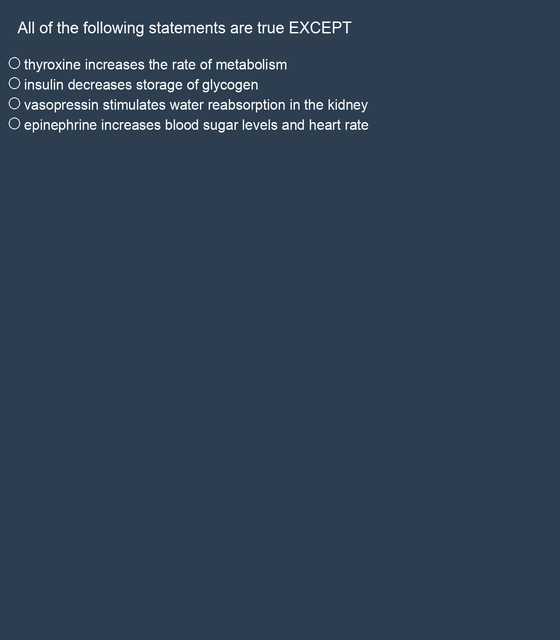 All of the following statements are true EXCEPT
thyroxine increases the rate of metabolism
insulin decreases storage of glycogen
vasopressin stimulates water reabsorption in the kidney
epinephrine increases blood sugar levels and heart rate